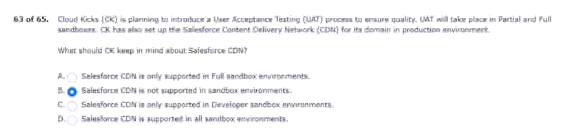 63 of 65. Cloud Kicks (CK) is planning to introduce a User Acceptance Testing (UAT) process to ensure quality. UAT will take place in Partial and Full
sandboxes. CK has also set up the Salesforce Content Delivery Network (CDN) for its domain in production environment.
What should CK keep in mind about Salesforce CDN?
A. Salesforce CDN is only supported in Full sandbox environments.
B. Salesforce CDN is not supported in sandbox environments.
C. Salesforce CDN is only supported in Developer sandbox environments.
D. Salesforce CDN is supported in all sandbox environments.